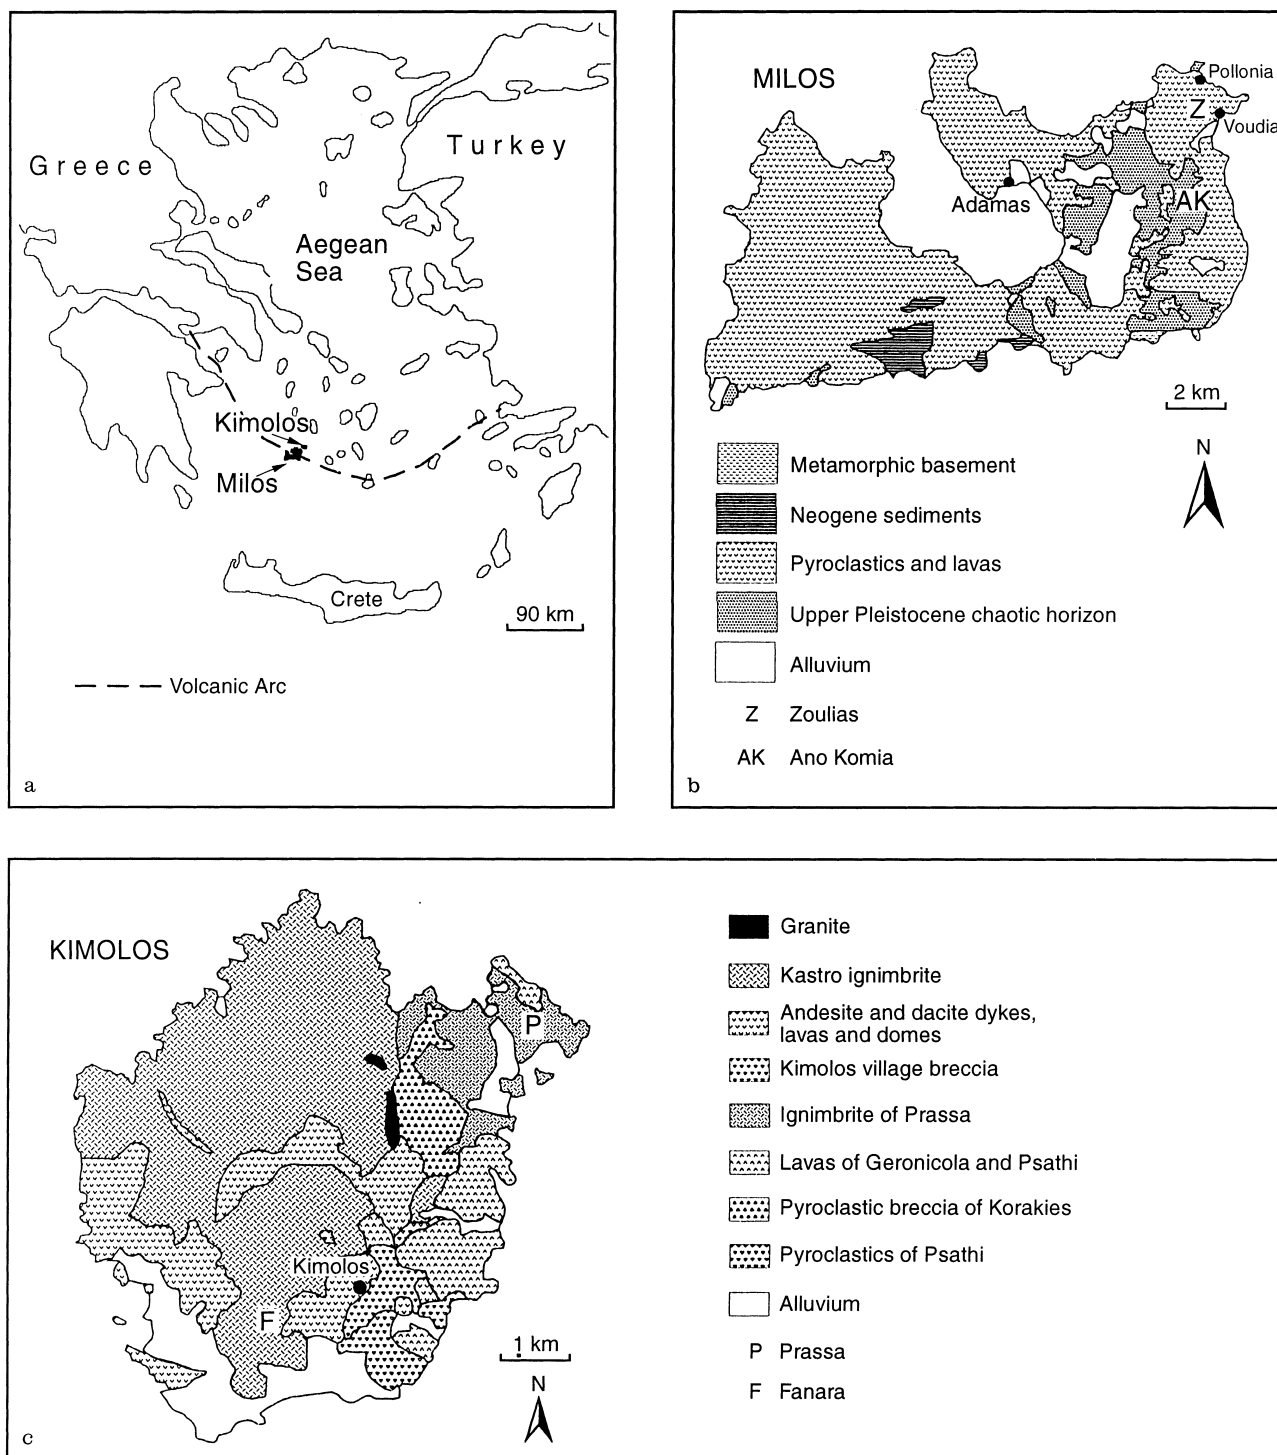 Greece
Turkey
Aegean
Sea
Kimolos
Milos
Crete
90 km
Volcanic Arc
a
MILOS
Pollonia
Z
Voudia
AK
Adamas
2 km
N
Metamorphic basement
Neogene sediments
Pyroclastics and lavas
Upper Pleistocene chaotic horizon
Alluvium
Z Zoulias
AK Ano Komia
b
KIMOLOS
P
Kimolos
F
1 km
N
Granite
Kastro ignimbrite
Andesite and dacite dykes,
lavas and domes
Kimolos village breccia
Ignimbrite of Prassa
Lavas of Geronicola and Psathi
Pyroclastic breccia of Korakies
Pyroclastics of Psathi
Alluvium
P Prassa
F Fanara
c